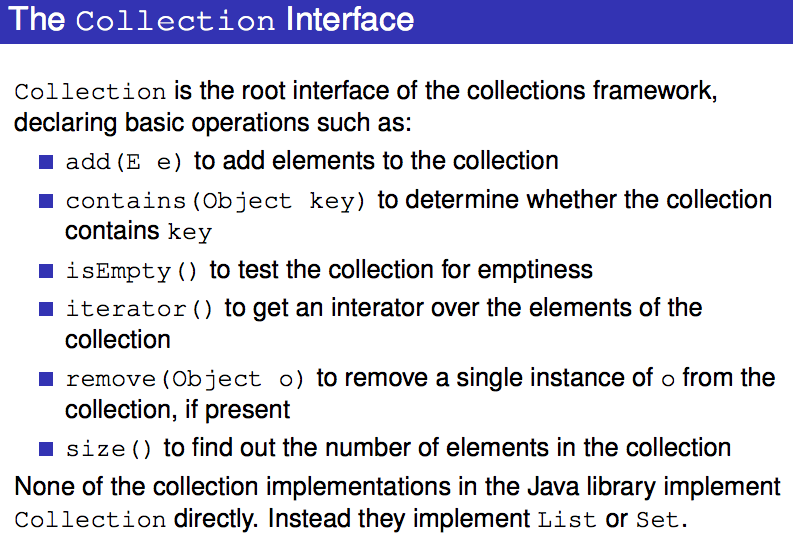 The Collection Interface
Collection is the root interface of the collections framework,
declaring basic operations such as:
add(E e) to add elements to the collection
contains(Object key) to determine whether the collection
contains key
isEmpty() to test the collection for emptiness
iterator() to get an interator over the elements of the
collection
remove(Object o) to remove a single instance of o from the
collection, if present
size() to find out the number of elements in the collection
None of the collection implementations in the Java library implement
Collection directly. Instead they implement List or Set.